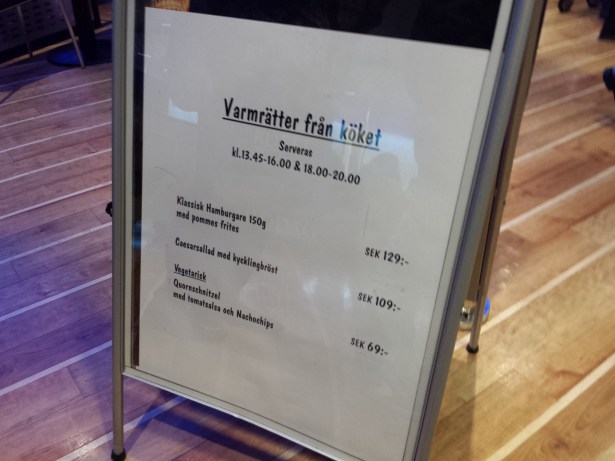 Varmrätter från köket
Serveras
kl.13.45-16.00 & 18.00-20.00
Klassisk Hamburgare 150g
med pommes frites
SEK 129:-
Caesarsallad med kycklingbröst
SEK 109:-
Vegetarisk
Quornschnitzel
med tomatsalsa och Nachochips
SEK 69:-